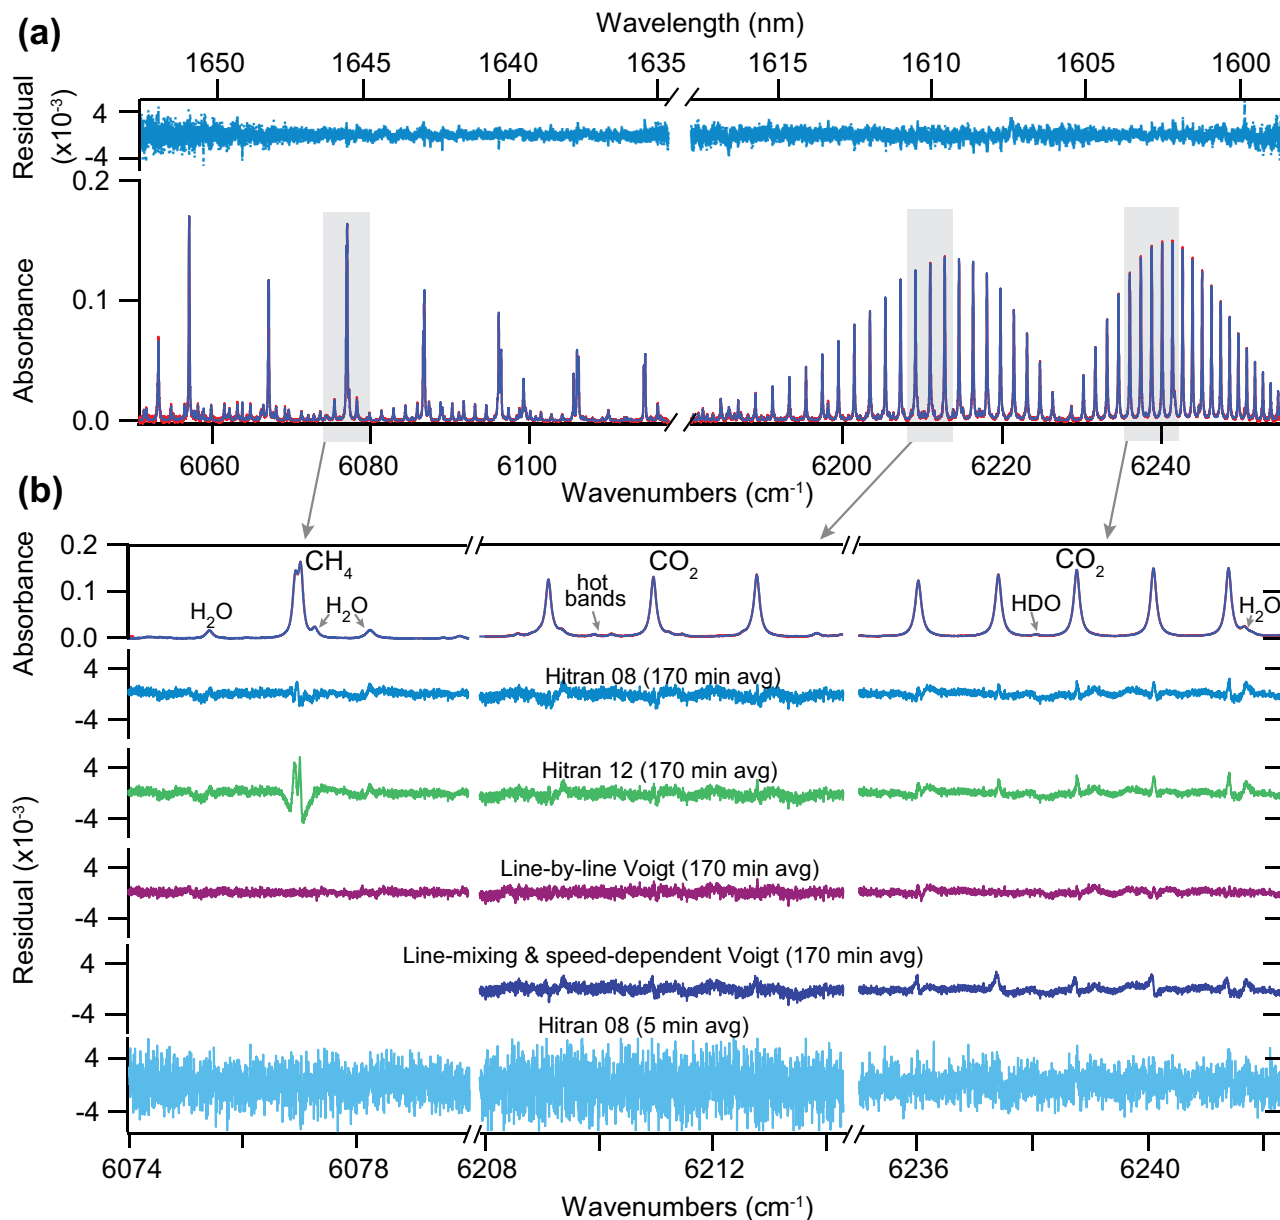 (a)
Wavelength (nm)
1650 1645 1640 1635 1615 1610 1605 1600
Residual
(x10⁻³)
4
-4
Absorbance
0.2
0.1
0.0
6060 6080 6100 6200 6220 6240
Wavenumbers (cm⁻¹)
(b)
Absorbance
0.2
0.1
0.0
CH₄
H₂O
H₂O
CO₂
hot
bands
CO₂
HDO
H₂O
Residual (x10⁻³)
4
-4
Hitran 08 (170 min avg)
4
-4
Hitran 12 (170 min avg)
4
-4
Line-by-line Voigt (170 min avg)
4
-4
Line-mixing & speed-dependent Voigt (170 min avg)
4
-4
Hitran 08 (5 min avg)
6074 6078 6208 6212 6236 6240
Wavenumbers (cm⁻¹)